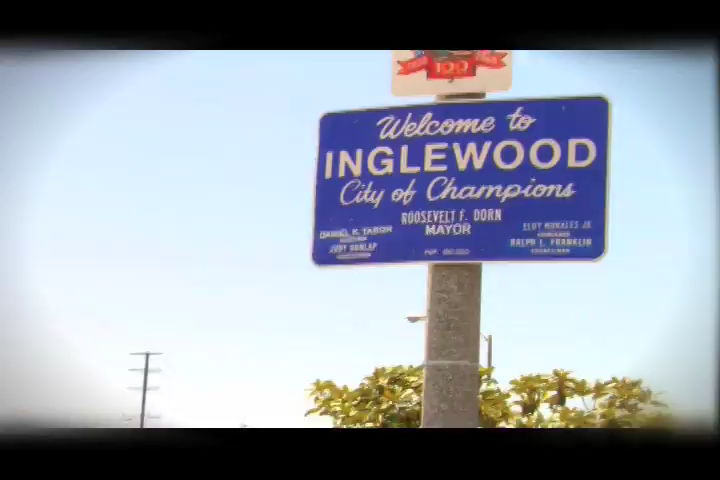 100
Welcome to
INGLEWOOD
City of Champions
ROOSEVELT F. DORN
MAYOR
DANIEL K. TABOR
JUDY DUNLAP
ELOY MORALES JR.
RALPH L. FRANKLIN
POP.